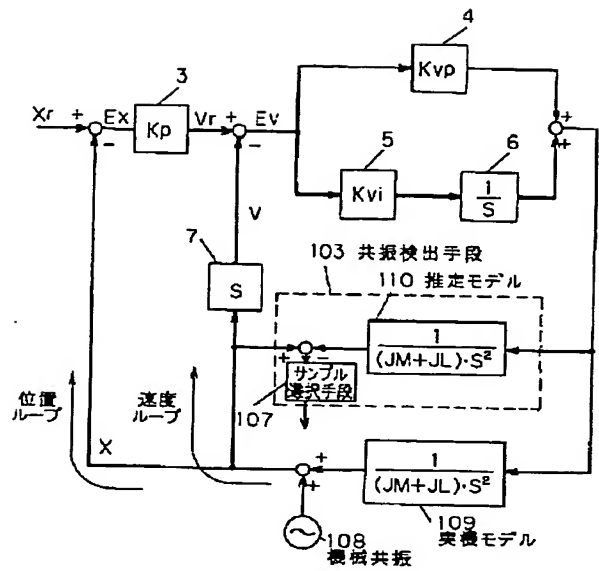 4
Kvp
3
Xr + Ex Kp Vr + Ev
- -
+
+
5
Kvi
6
1
S
V
7
S
103 共振検出手段
110 推定モデル
1
(JM+JL)・S²
+ -
サンプル
選択手段
107
位置
ループ
速度
ループ
X
+
+
1
(JM+JL)・S²
108
機械共振
109
実機モデル